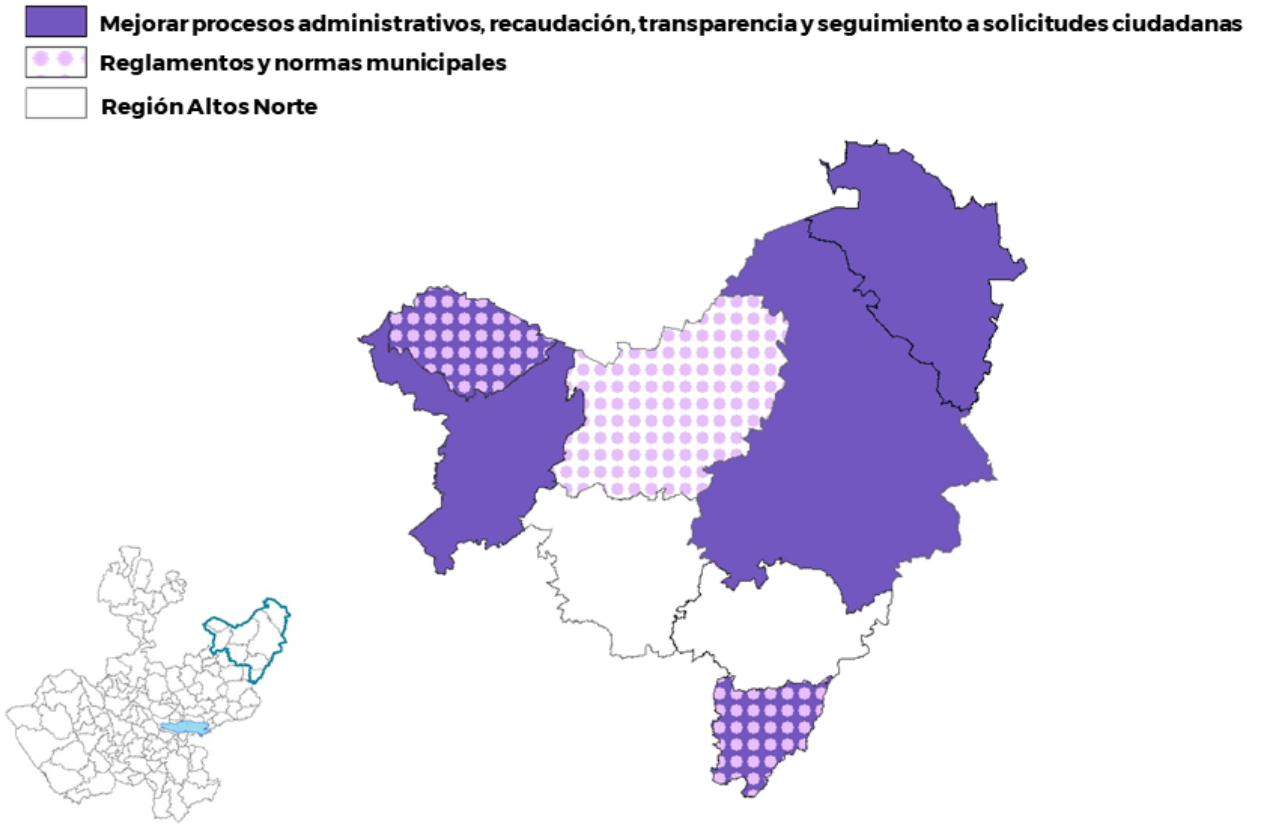 Mejorar procesos administrativos, recaudación, transparencia y seguimiento a solicitudes ciudadanas
Reglamentos y normas municipales
Región Altos Norte